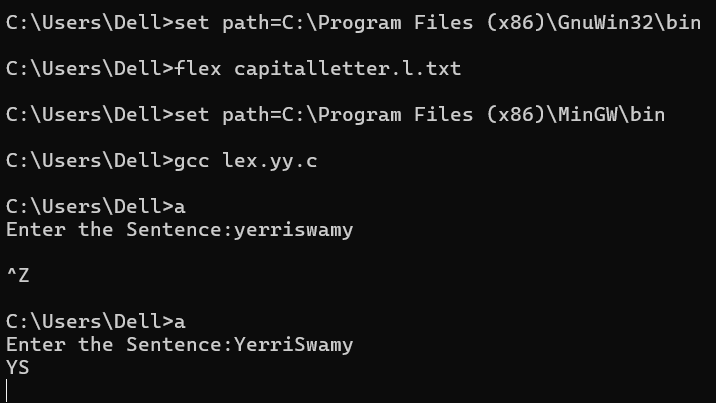 C:\Users\Dell>set path=C:\Program Files (x86)\GnuWin32\bin
C:\Users\Dell>flex capitalletter.l.txt
C:\Users\Dell>set path=C:\Program Files (x86)\MinGW\bin
C:\Users\Dell>gcc lex.yy.c
C:\Users\Dell>a
Enter the Sentence:yerriswamy
^Z
C:\Users\Dell>a
Enter the Sentence:YerriSwamy
YS